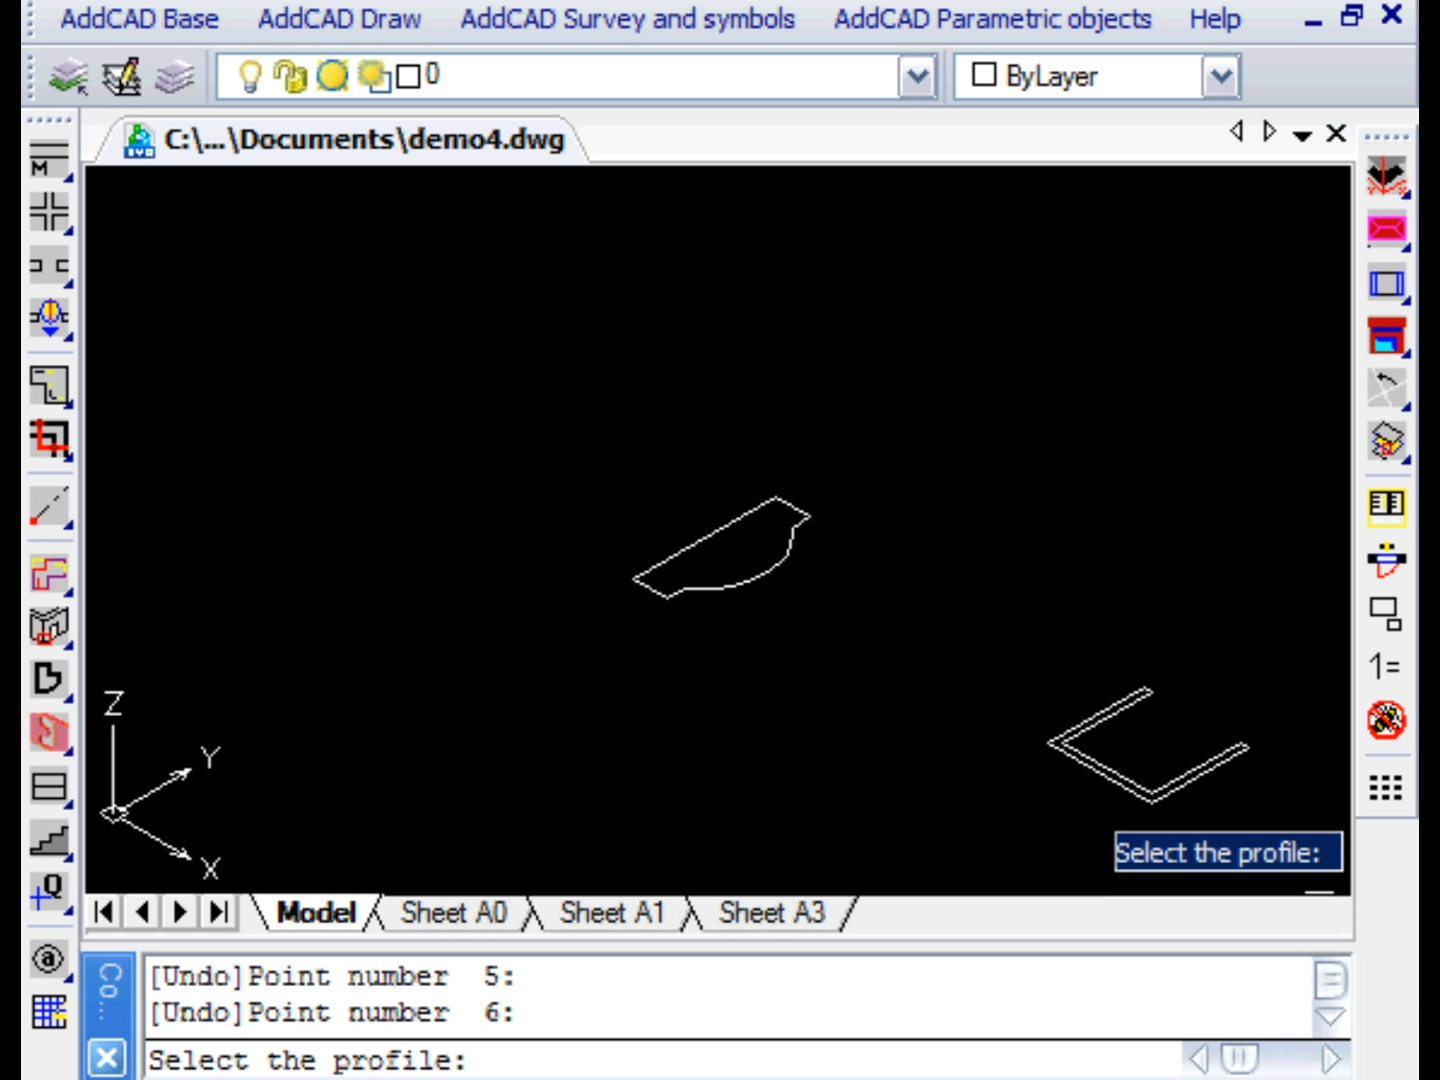 AddCAD Base AddCAD Draw AddCAD Survey and symbols AddCAD Parametric objects Help
0 ByLayer
C:\...\Documents\demo4.dwg
M
1=
Z
Y
X
Select the profile:
Q
Model Sheet A0 Sheet A1 Sheet A3
@
Co...
[Undo]Point number 5:
[Undo]Point number 6:
Select the profile: